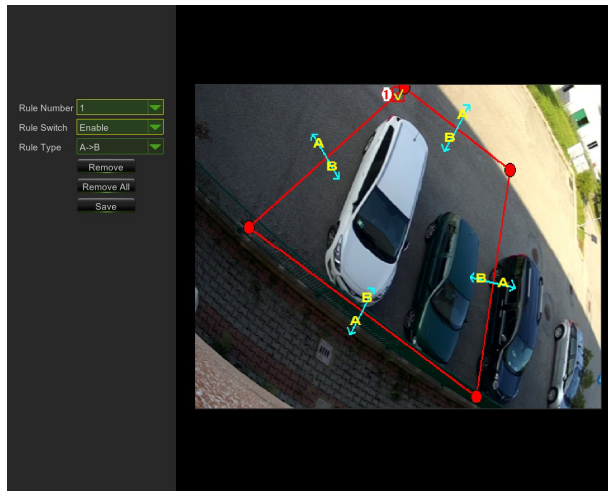 Rule Number 1
Rule Switch Enable
Rule Type A->B
Remove
Remove All
Save
1
A
B
A
B
B A
B
A